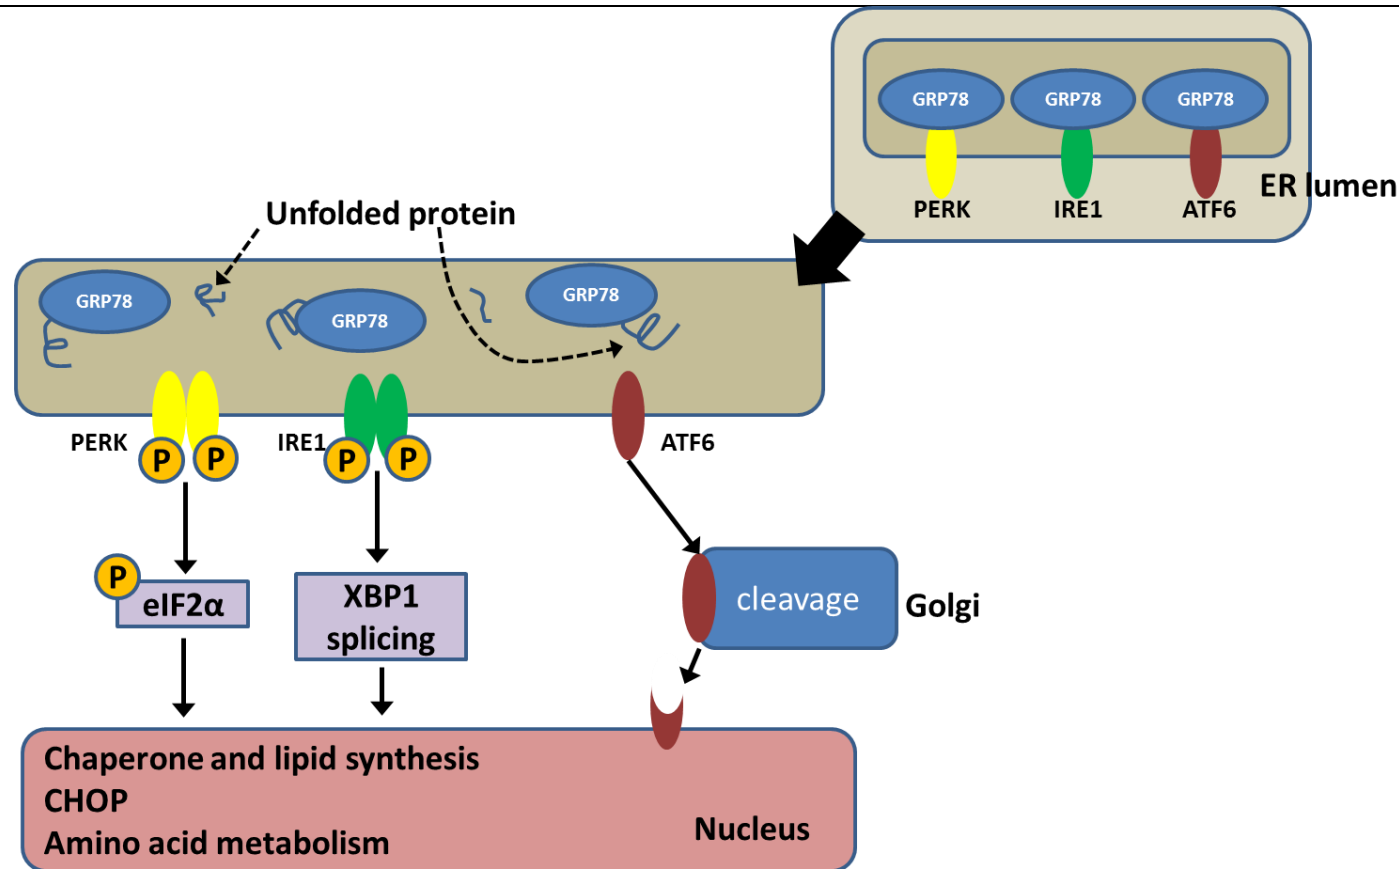 GRP78
GRP78
GRP78
ER lumen
PERK
IRE1
ATF6
Unfolded protein
GRP78
GRP78
GRP78
PERK
P
P
IRE1
P
P
ATF6
P
eIF2α
XBP1
splicing
cleavage
Golgi
Chaperone and lipid synthesis
CHOP
Amino acid metabolism
Nucleus